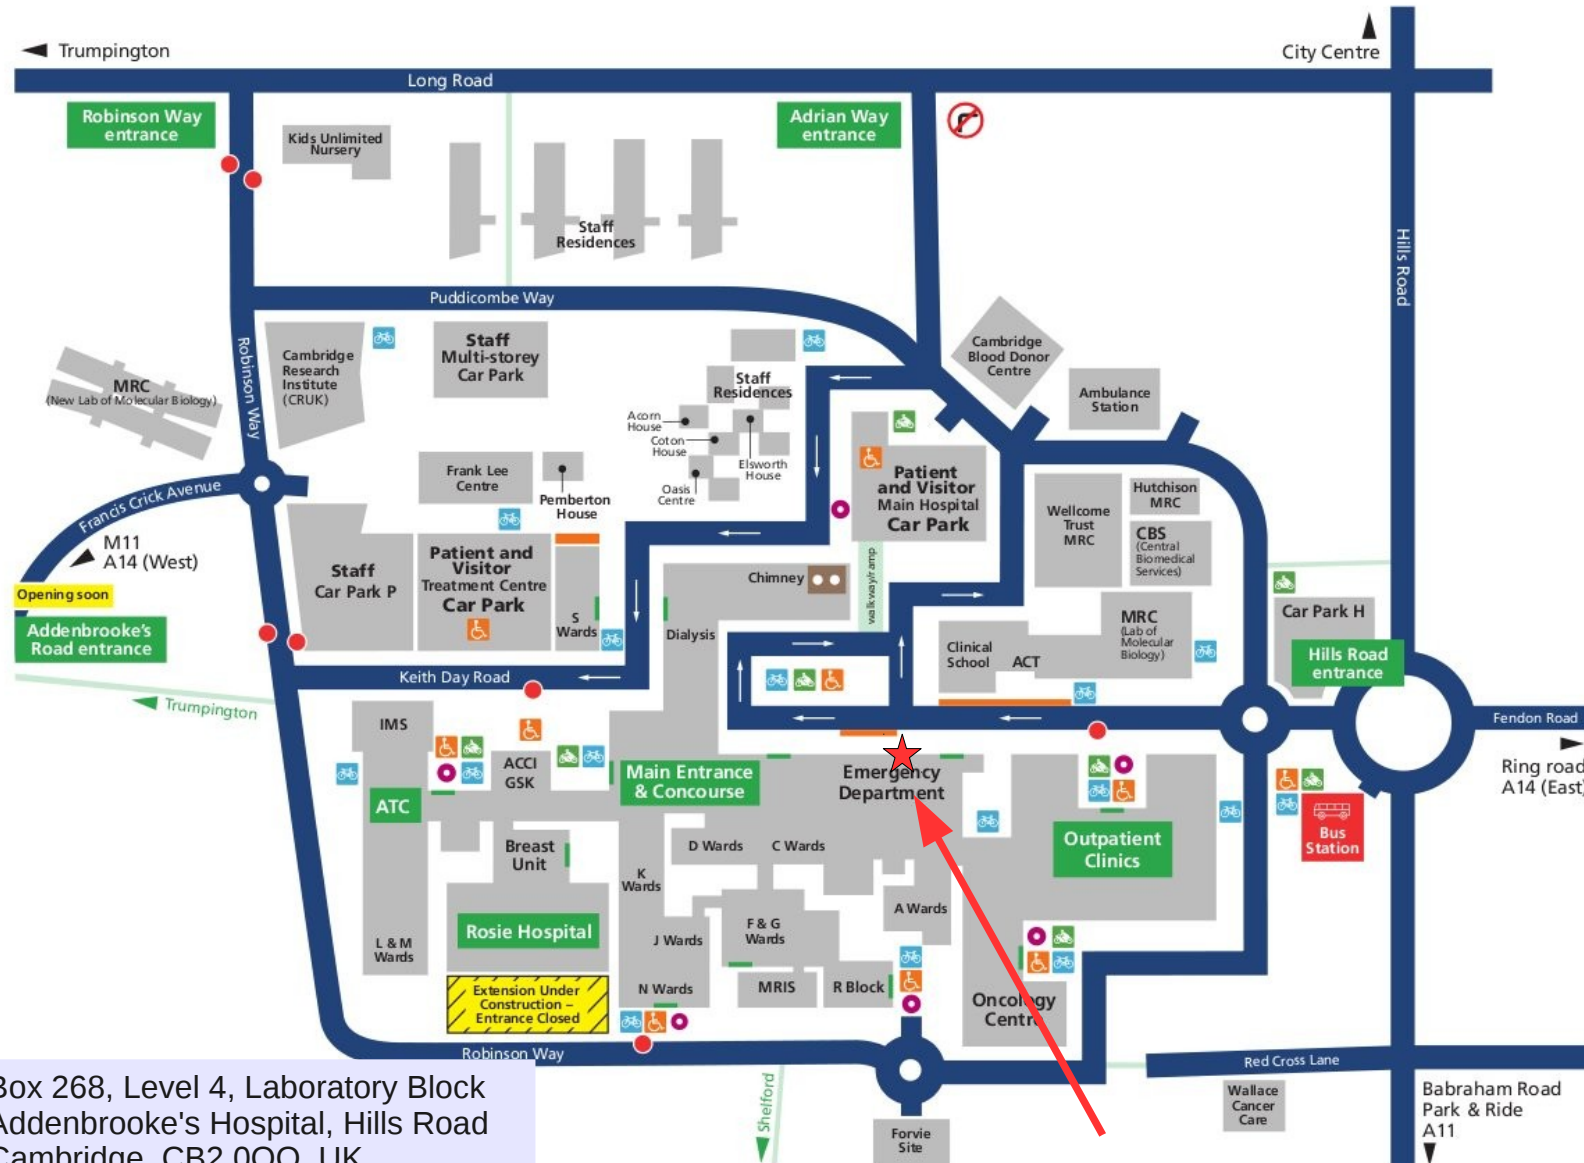 Trumpington
City Centre
Long Road
Robinson Way
entrance
Adrian Way
entrance
Kids Unlimited
Nursery
Staff
Residences
Hills Road
Puddicombe Way
Robinson Way
Cambridge
Research
Institute
(CRUK)
Staff
Multi-storey
Car Park
Staff
Residences
Cambridge
Blood Donor
Centre
Ambulance
Station
MRC
(New Lab of Molecular Biology)
Acorn
House
Coton
House
Elsworth
House
Oasis
Centre
Frank Lee
Centre
Pemberton
House
Patient
and Visitor
Main Hospital
Car Park
Wellcome
Trust
MRC
Hutchison
MRC
CBS
(Central
Biomedical
Services)
Francis Crick Avenue
M11
A14 (West)
Opening soon
Addenbrooke's
Road entrance
Staff
Car Park P
Patient and
Visitor
Treatment Centre
Car Park
S
Wards
Chimney
walkway/ramp
Dialysis
Clinical
School
ACT
MRC
(Lab of
Molecular
Biology)
Car Park H
Hills Road
entrance
Keith Day Road
Trumpington
Fendon Road
Ring road
A14 (East)
IMS
ACCI
GSK
ATC
Main Entrance
& Concourse
Emergency
Department
Outpatient
Clinics
Bus
Station
Breast
Unit
D Wards
C Wards
K
Wards
A Wards
Rosie Hospital
L & M
Wards
J Wards
F & G
Wards
N Wards
MRIS
R Block
Oncology
Centre
Extension Under
Construction –
Entrance Closed
Robinson Way
Red Cross Lane
Shelford
Forvie
Site
Wallace
Cancer
Care
Babraham Road
Park & Ride
A11
Box 268, Level 4, Laboratory Block
Addenbrooke's Hospital, Hills Road
Cambridge, CB2 0QQ, UK